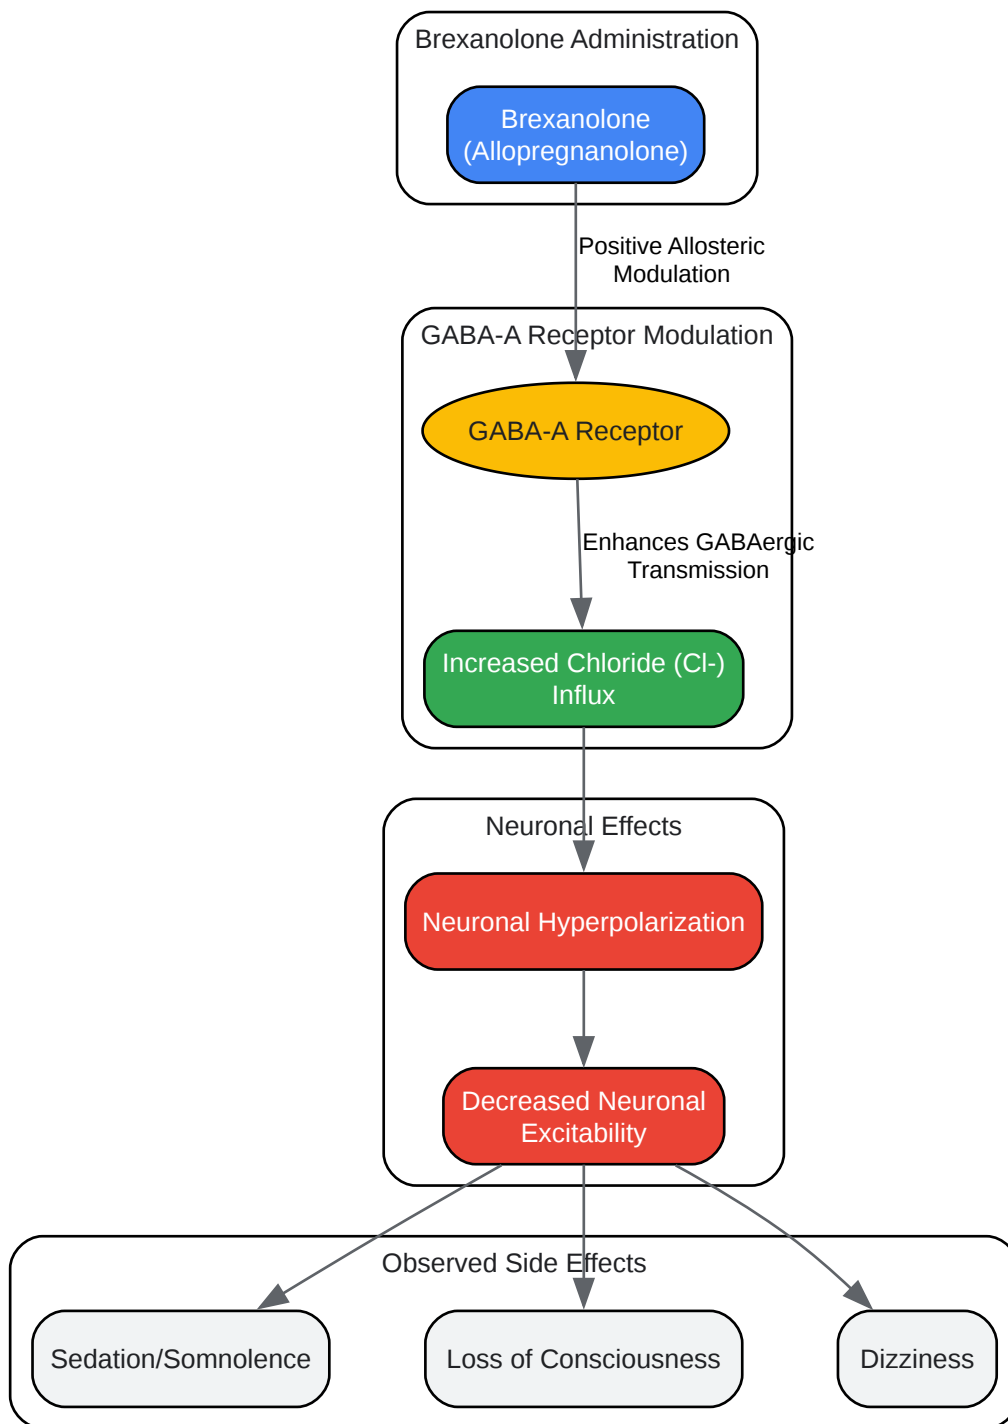 Brexanolone Administration
Brexanolone
(Allopregnanolone)
Positive Allosteric
Modulation
GABA-A Receptor Modulation
GABA-A Receptor
Enhances GABAergic
Transmission
Increased Chloride (Cl-)
Influx
Neuronal Effects
Neuronal Hyperpolarization
Decreased Neuronal
Excitability
Observed Side Effects
Sedation/Somnolence
Loss of Consciousness
Dizziness